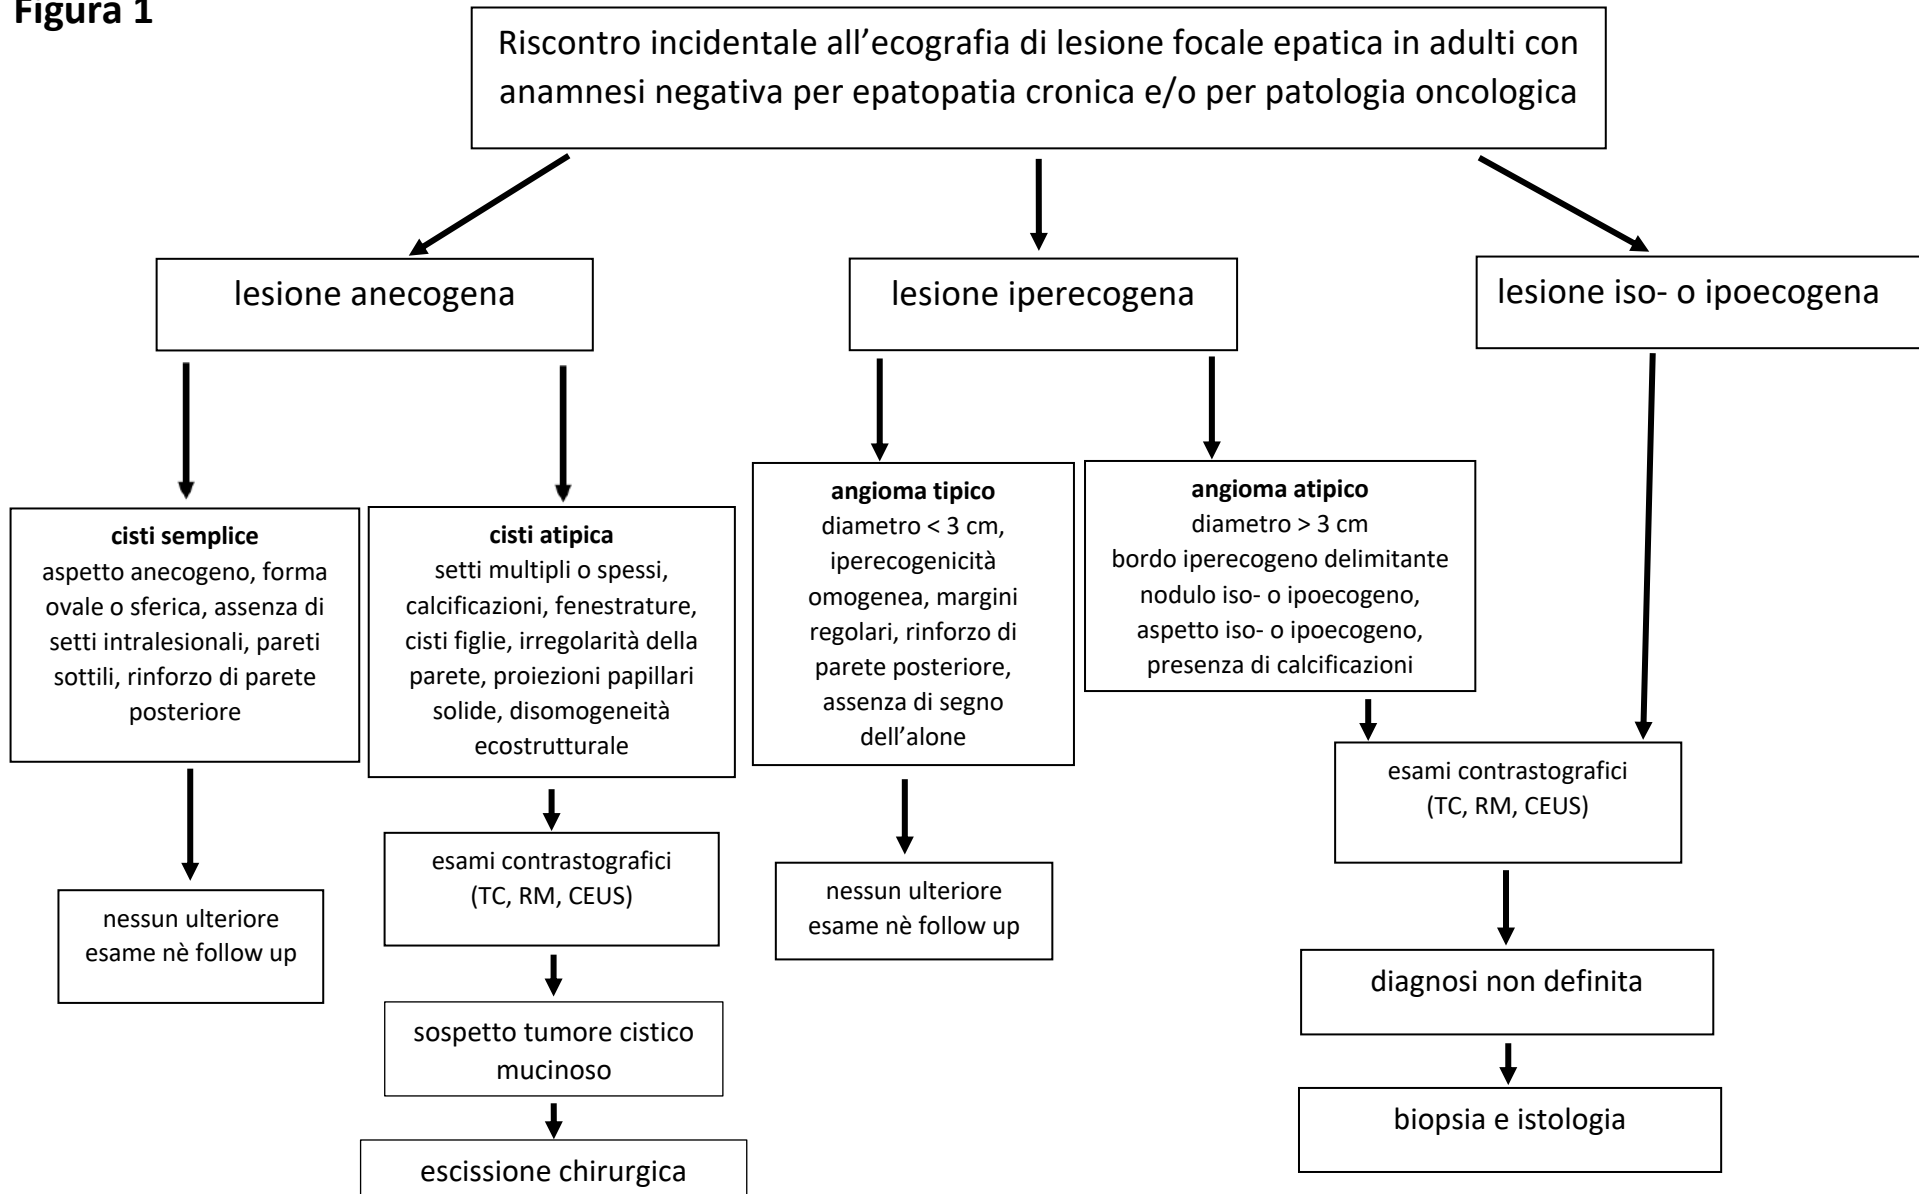 Figura 1
Riscontro incidentale all’ecografia di lesione focale epatica in adulti con
anamnesi negativa per epatopatia cronica e/o per patologia oncologica
lesione anecogena
lesione iperecogena
lesione iso- o ipoecogena
cisti semplice
aspetto anecogeno, forma
ovale o sferica, assenza di
setti intralesionali, pareti
sottili, rinforzo di parete
posteriore
cisti atipica
setti multipli o spessi,
calcificazioni, fenestrature,
cisti figlie, irregolarità della
parete, proiezioni papillari
solide, disomogeneità
ecostrutturale
angioma tipico
diametro < 3 cm,
iperecogenicità
omogenea, margini
regolari, rinforzo di
parete posteriore,
assenza di segno
dell’alone
angioma atipico
diametro > 3 cm
bordo iperecogeno delimitante
nodulo iso- o ipoecogeno,
aspetto iso- o ipoecogeno,
presenza di calcificazioni
nessun ulteriore
esame nè follow up
esami contrastografici
(TC, RM, CEUS)
sospetto tumore cistico
mucinoso
escissione chirurgica
nessun ulteriore
esame nè follow up
esami contrastografici
(TC, RM, CEUS)
diagnosi non definita
biopsia e istologia